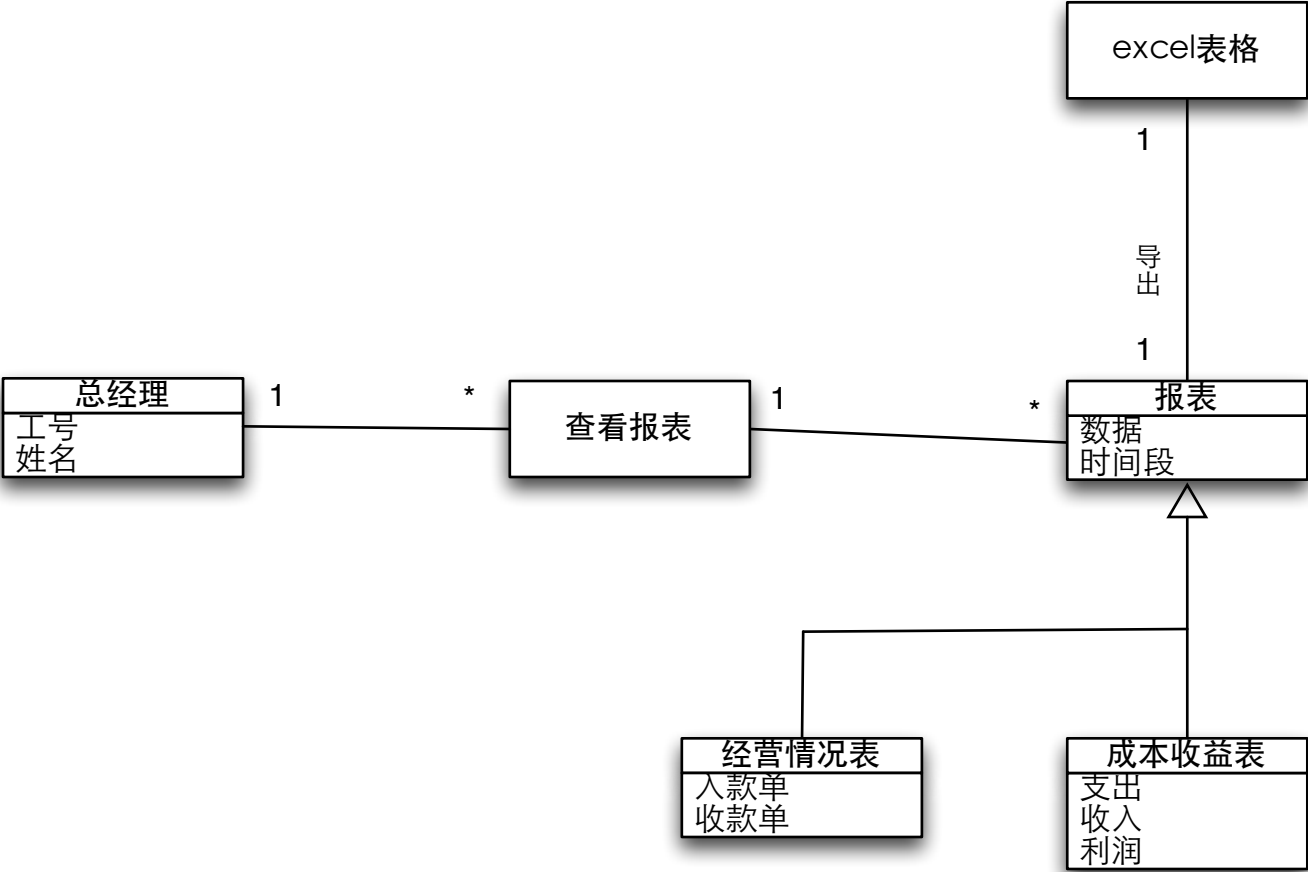 excel表格
1
导
出
1
总经理
工号
姓名
1
*
查看报表
1
*
报表
数据
时间段
经营情况表
入款单
收款单
成本收益表
支出
收入
利润